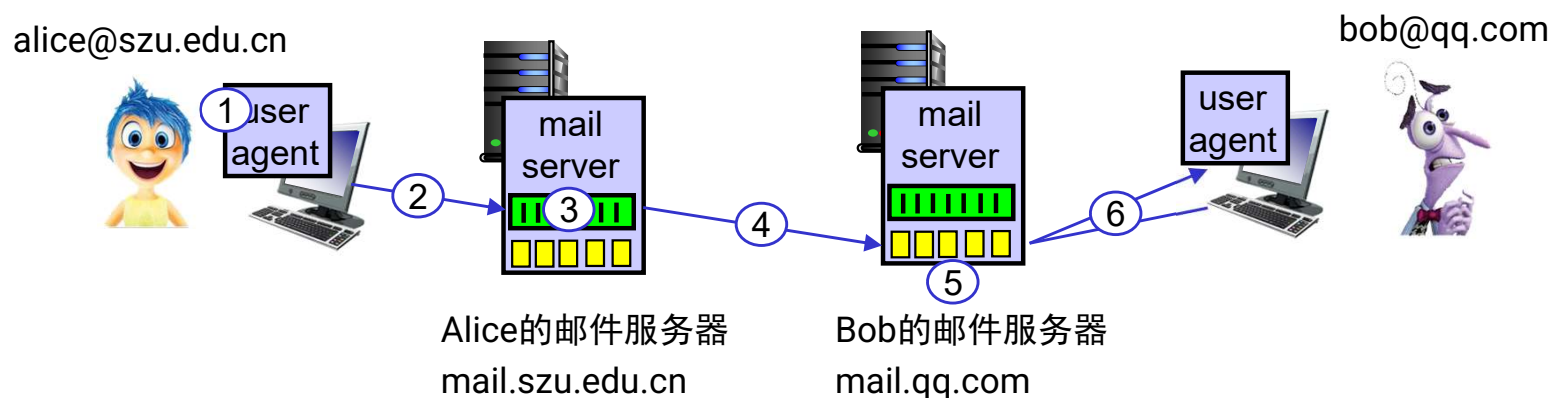 alice@szu.edu.cn
bob@qq.com
1
user
agent
2
mail
server
3
4
mail
server
5
6
user
agent
Alice的邮件服务器
mail.szu.edu.cn
Bob的邮件服务器
mail.qq.com